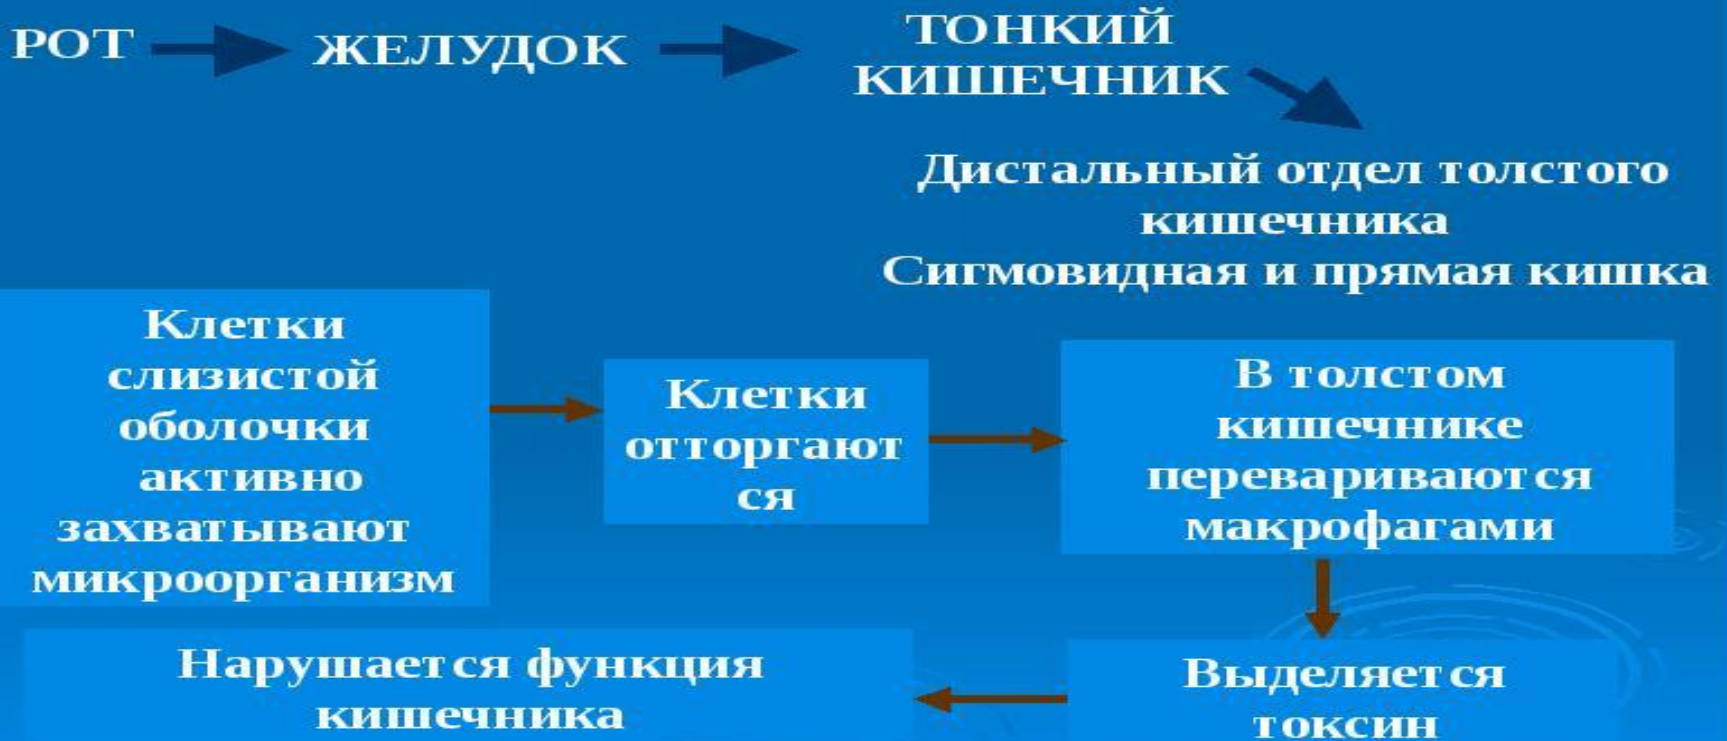 РОТ
ЖЕЛУДОК
ТОНКИЙ
КИШЕЧНИК
Дистальный отдел толстого
кишечника
Сигмовидная и прямая кишка
Клетки
слизистой
оболочки
активно
захватывают
микроорганизм
Клетки
отторгают
ся
В толстом
кишечнике
перевариваются
макрофагами
Выделяется
токсин
Нарушается функция
кишечника